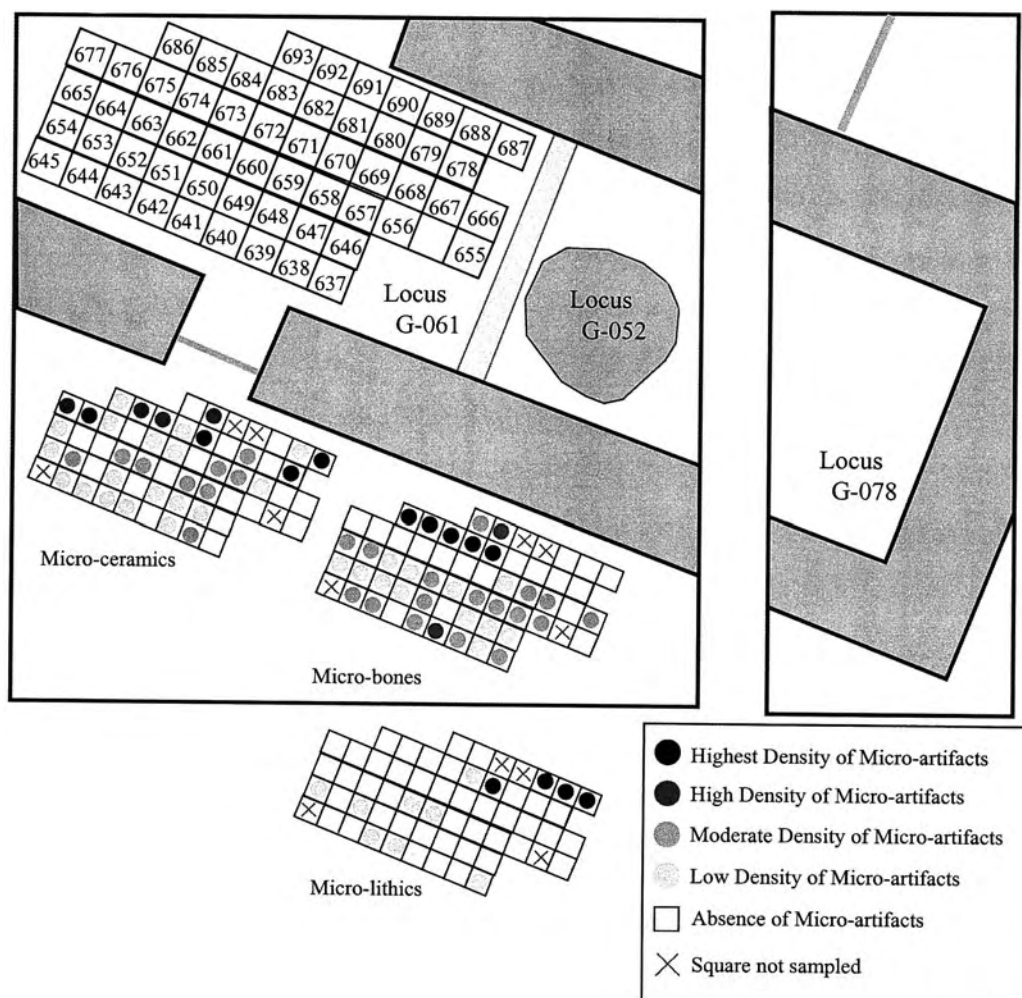 693 692 691 690 689 688 687
686 685 684 683 682 681 680 679 678
677 676 675 674 673 672 671 670 669 668 667 666
665 664 663 662 661 660 659 658 657 656 655
654 653 652 651 650 649 648 647 646
645 644 643 642 641 640 639 638 637
Locus
G-061
Locus
G-052
Locus
G-078
Micro-ceramics
Micro-bones
Micro-lithics
Highest Density of Micro-artifacts
High Density of Micro-artifacts
Moderate Density of Micro-artifacts
Low Density of Micro-artifacts
Absence of Micro-artifacts
Square not sampled